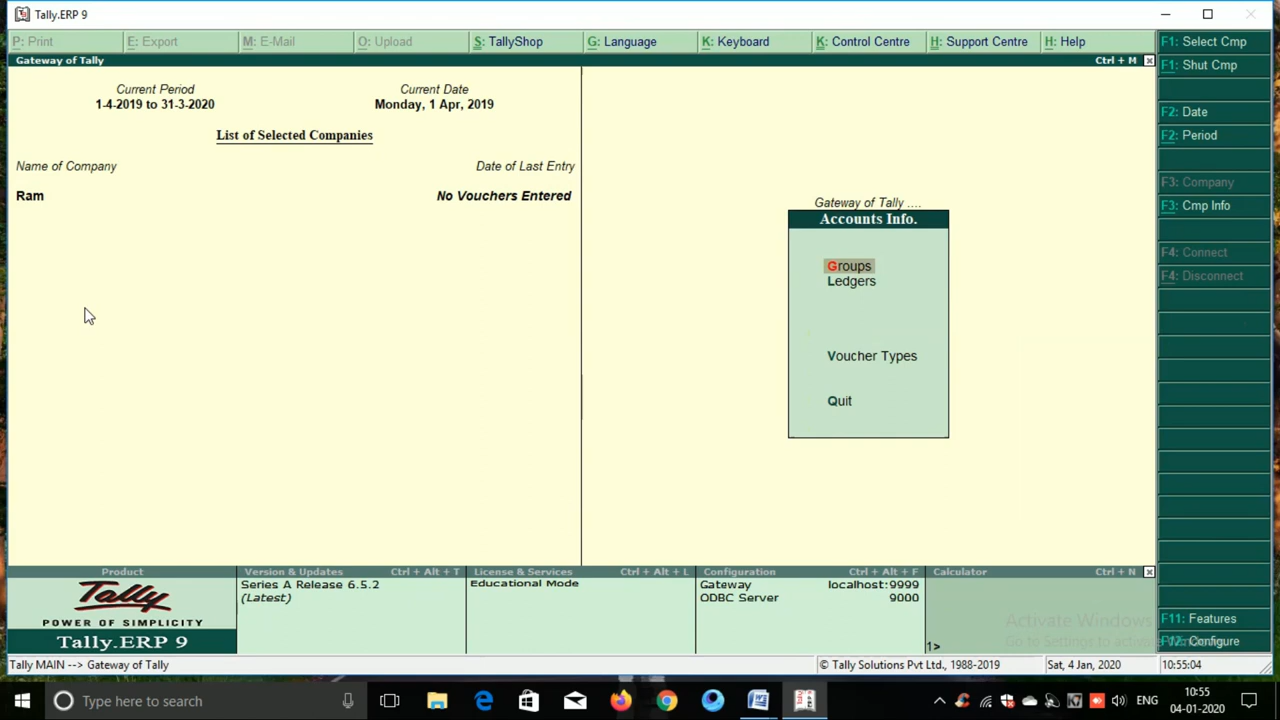 Tally.ERP 9
P: Print E: Export M: E-Mail O: Upload S: TallyShop G: Language K: Keyboard K: Control Centre H: Support Centre H: Help
Gateway of Tally Ctrl + M
Current Period Current Date
1-4-2019 to 31-3-2020 Monday, 1 Apr, 2019
List of Selected Companies
Name of Company Date of Last Entry
Ram No Vouchers Entered
Gateway of Tally ....
Accounts Info.
Groups
Ledgers
Voucher Types
Quit
F1: Select Cmp
F1: Shut Cmp
F2: Date
F2: Period
F3: Company
F3: Cmp Info
F4: Connect
F4: Disconnect
F11: Features
F12: Configure
Product Version & Updates Ctrl + Alt + T License & Services Ctrl + Alt + L Configuration Ctrl + Alt + F Calculator Ctrl + N
Tally
POWER OF SIMPLICITY
Tally.ERP 9
Series A Release 6.5.2
(Latest)
Educational Mode
Gateway localhost:9999
ODBC Server 9000
1>
Activate Windows
Go to Settings to activate
Tally MAIN --> Gateway of Tally © Tally Solutions Pvt Ltd., 1988-2019 Sat, 4 Jan, 2020 10:55:04
Type here to search ENG 10:55
04-01-2020